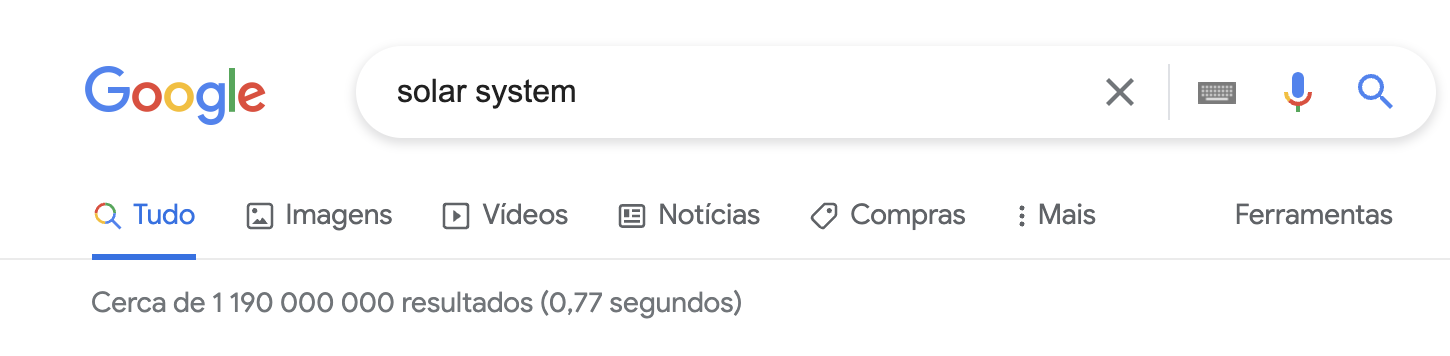 Google solar system
Tudo Imagens Vídeos Notícias Compras Mais Ferramentas
Cerca de 1 190 000 000 resultados (0,77 segundos)